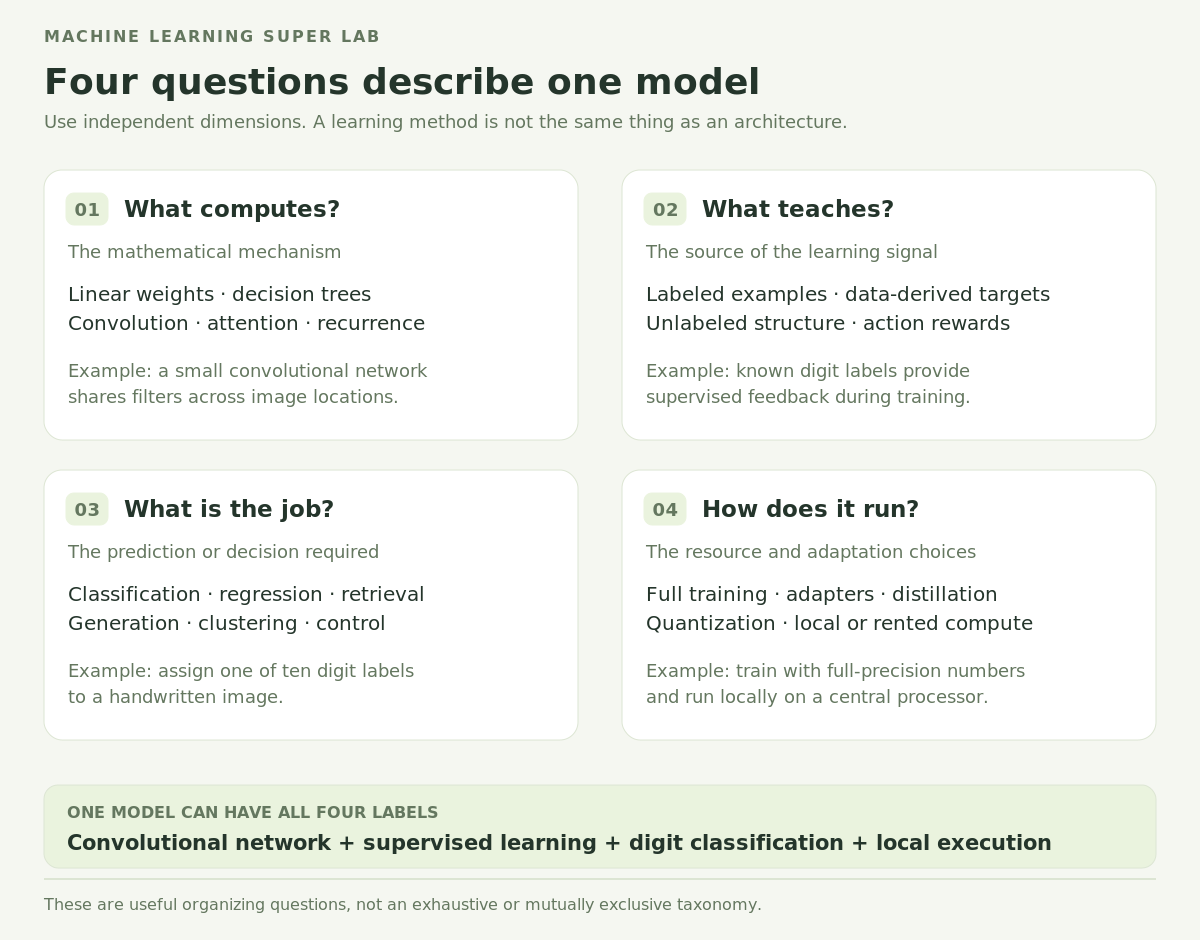 MACHINE LEARNING SUPER LAB
Four questions describe one model
Use independent dimensions. A learning method is not the same thing as an architecture.
01 What computes?
The mathematical mechanism
Linear weights · decision trees
Convolution · attention · recurrence
Example: a small convolutional network
shares filters across image locations.
02 What teaches?
The source of the learning signal
Labeled examples · data-derived targets
Unlabeled structure · action rewards
Example: known digit labels provide
supervised feedback during training.
03 What is the job?
The prediction or decision required
Classification · regression · retrieval
Generation · clustering · control
Example: assign one of ten digit labels
to a handwritten image.
04 How does it run?
The resource and adaptation choices
Full training · adapters · distillation
Quantization · local or rented compute
Example: train with full-precision numbers
and run locally on a central processor.
ONE MODEL CAN HAVE ALL FOUR LABELS
Convolutional network + supervised learning + digit classification + local execution
These are useful organizing questions, not an exhaustive or mutually exclusive taxonomy.